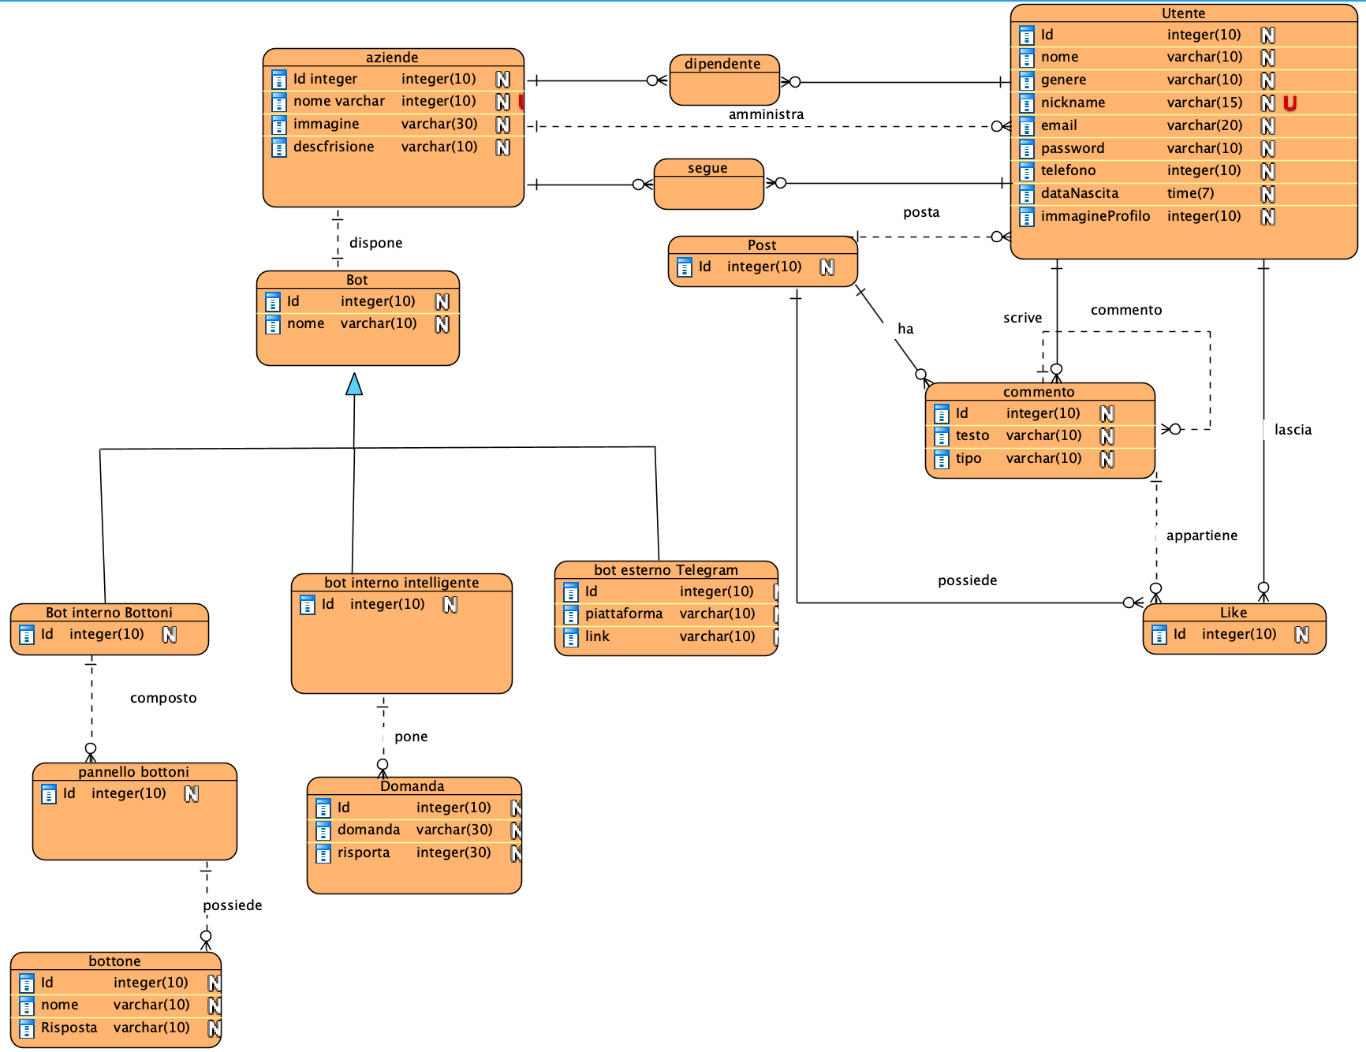 aziende
Id integer integer(10) N
nome varchar integer(10) N U
immagine varchar(30) N
descfrisione varchar(10) N
dipendente
amministra
segue
Utente
Id integer(10) N
nome varchar(10) N
genere varchar(10) N
nickname varchar(15) N U
email varchar(20) N
password varchar(10) N
telefono integer(10) N
dataNascita time(7) N
immagineProfilo integer(10) N
posta
dispone
Post
Id integer(10) N
Bot
Id integer(10) N
nome varchar(10) N
ha
scrive
commento
commento
Id integer(10) N
testo varchar(10) N
tipo varchar(10) N
lascia
appartiene
possiede
Like
Id integer(10) N
Bot interno Bottoni
Id integer(10) N
bot interno intelligente
Id integer(10) N
bot esterno Telegram
Id integer(10)
piattaforma varchar(10)
link varchar(10)
composto
pone
pannello bottoni
Id integer(10) N
Domanda
Id integer(10) N
domanda varchar(30) N
risporta integer(30) N
possiede
bottone
Id integer(10) N
nome varchar(10) N
Risposta varchar(10) N